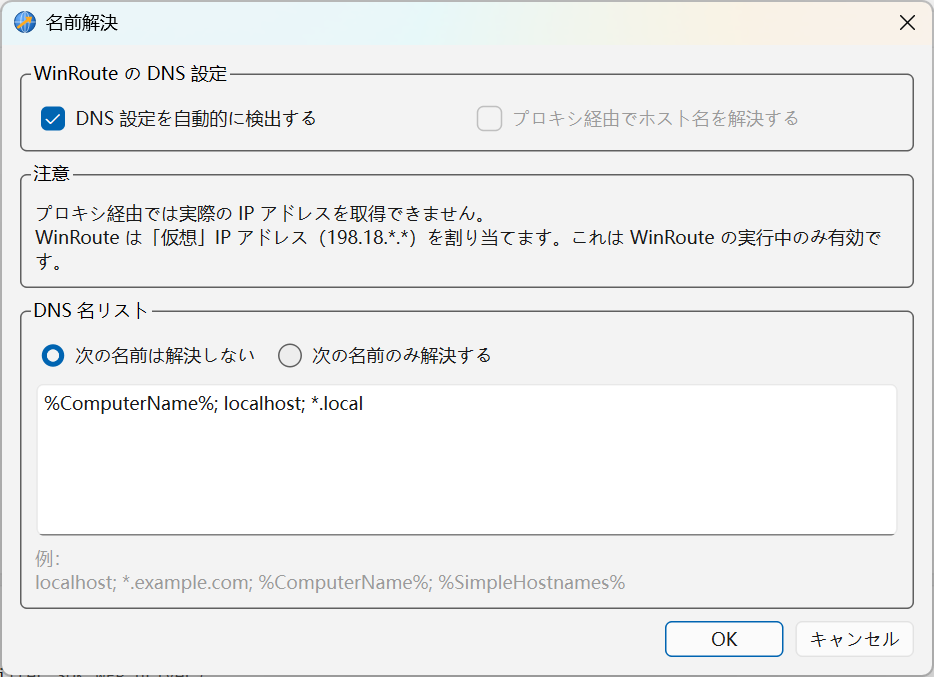 名前解決
WinRoute の DNS 設定
DNS 設定を自動的に検出する
プロキシ経由でホスト名を解決する
注意
プロキシ経由では実際の IP アドレスを取得できません。
WinRoute は「仮想」IP アドレス（198.18.*.*）を割り当てます。これは WinRoute の実行中のみ有効で
す。
DNS 名リスト
次の名前は解決しない
次の名前のみ解決する
%ComputerName%; localhost; *.local
例:
localhost; *.example.com; %ComputerName%; %SimpleHostnames%
OK
キャンセル